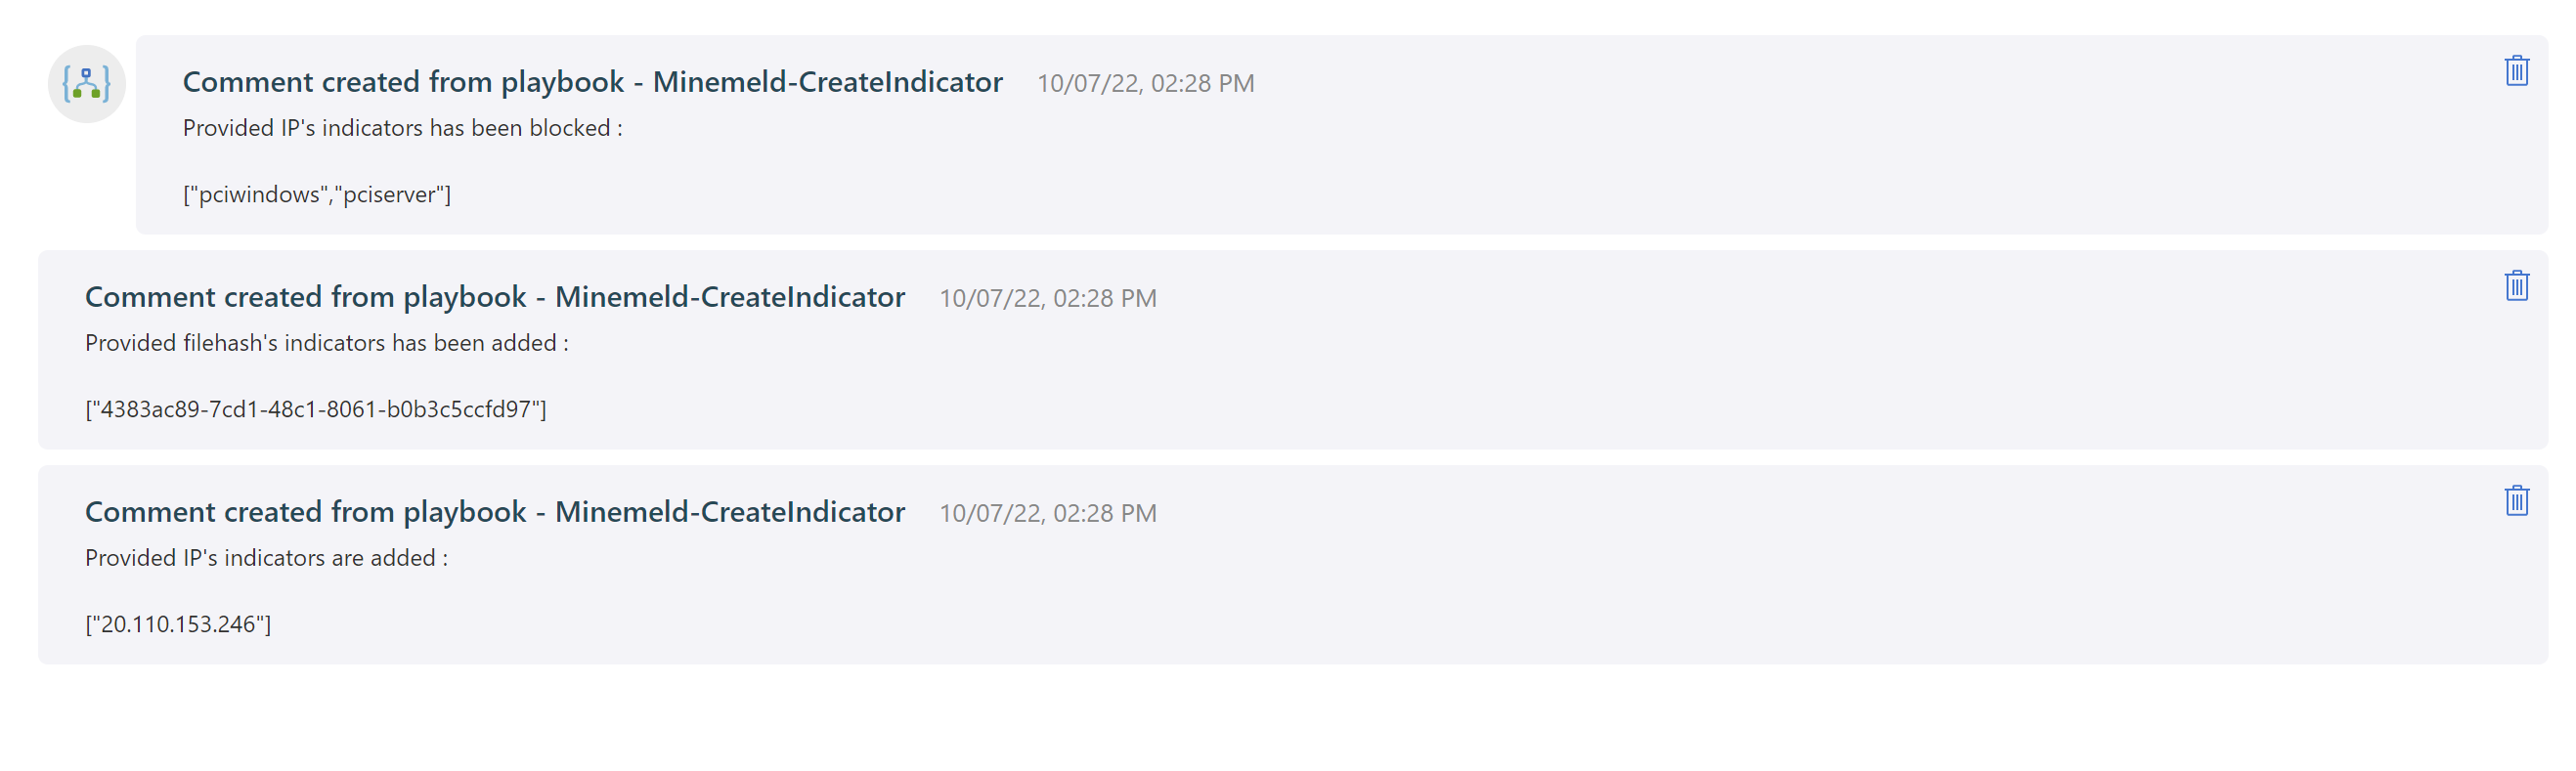 Comment created from playbook - Minemeld-CreateIndicator 10/07/22, 02:28 PM
Provided IP's indicators has been blocked :
["pciwindows","pciserver"]
Comment created from playbook - Minemeld-CreateIndicator 10/07/22, 02:28 PM
Provided filehash's indicators has been added :
["4383ac89-7cd1-48c1-8061-b0b3c5ccfd97"]
Comment created from playbook - Minemeld-CreateIndicator 10/07/22, 02:28 PM
Provided IP's indicators are added :
["20.110.153.246"]